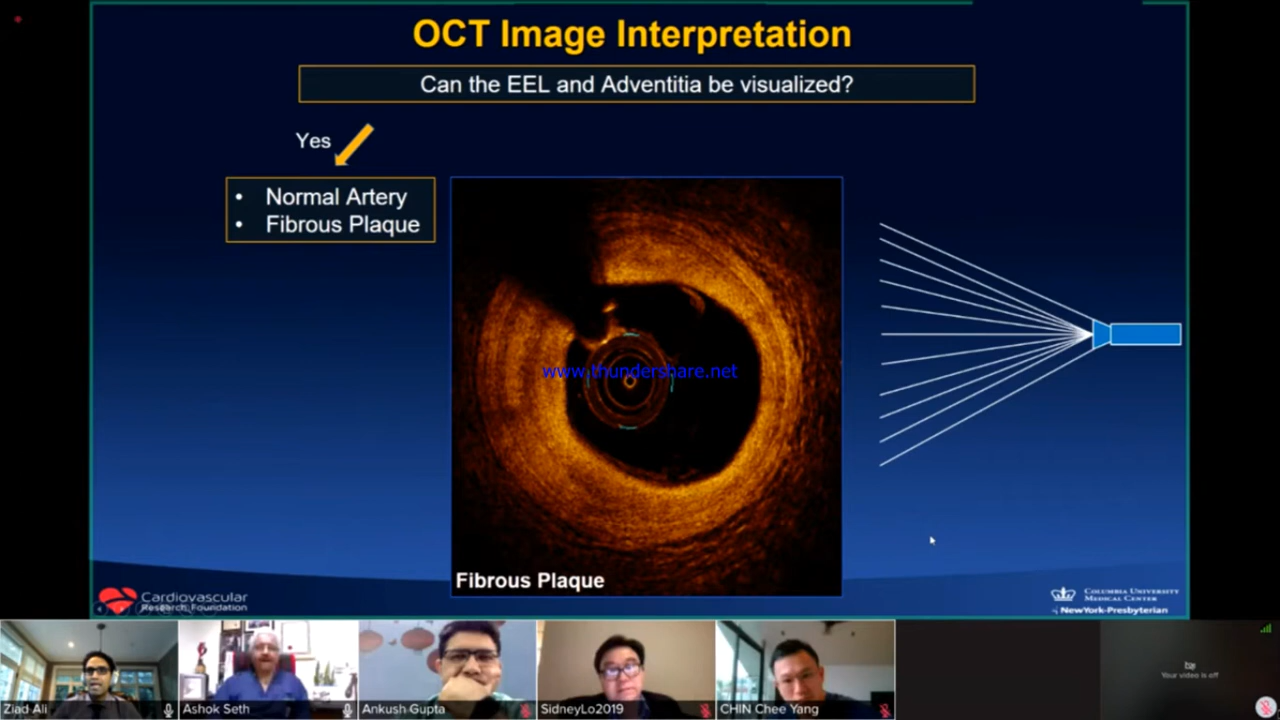 OCT Image Interpretation
Can the EEL and Adventitia be visualized?
Yes
• Normal Artery
• Fibrous Plaque
www.thundershare.net
Fibrous Plaque
Cardiovascular
Research Foundation
COLUMBIA UNIVERSITY
MEDICAL CENTER
NewYork-Presbyterian
Ziad Ali
Ashok Seth
Ankush Gupta
SidneyLo2019
CHIN Chee Yang
Your video is off